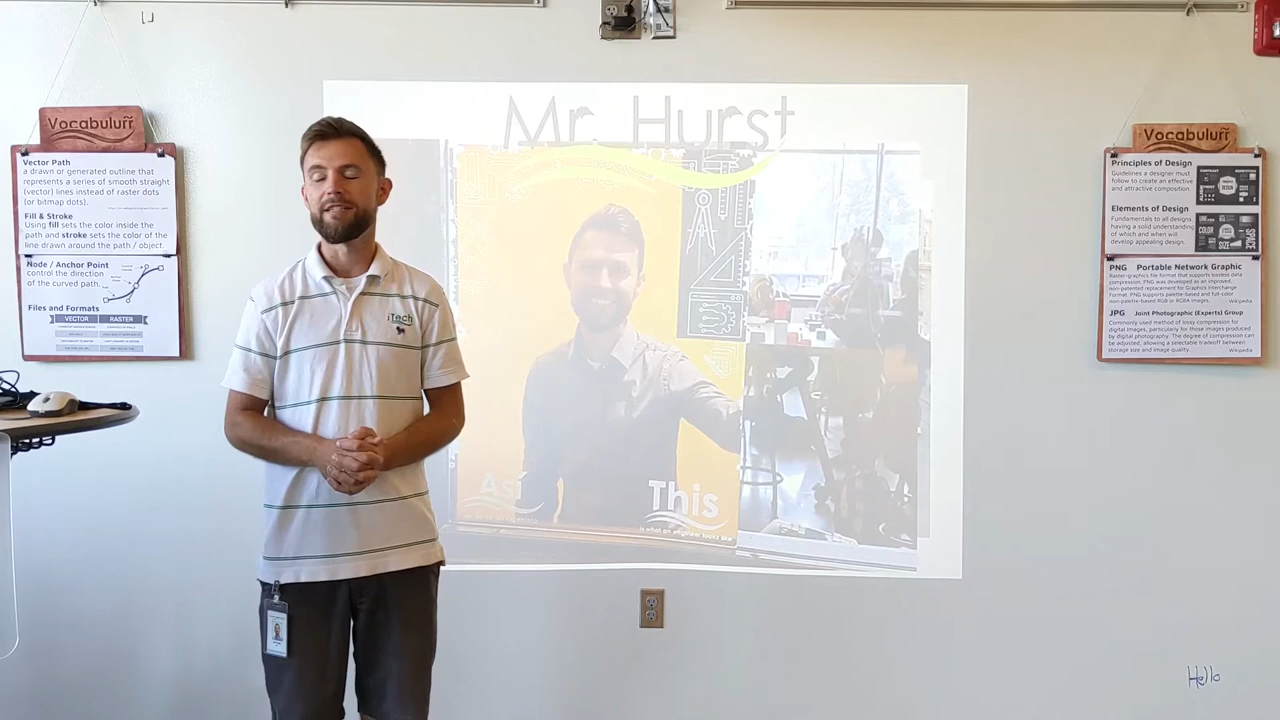 Mr. Hurst
Vocabulurr
Vector Path
a drawn or generated outline that
represents a series of smooth straight
(vector) lines instead of raster dots
(or bitmap dots).
Fill & Stroke
Using fill sets the color inside the
path and stroke sets the color of the
line drawn around the path / object.
Node / Anchor Point
control the direction
of the curved path.
Files and Formats
VECTOR RASTER
iTech
This
is what an engineer looks like
Vocabulurr
Principles of Design
Guidelines a designer must
follow to create an effective
and attractive composition.
Elements of Design
Fundamentals to all designs,
having a solid understanding
of which and when will
develop appealing design.
COLOR
SIZE
SPACE
PNG Portable Network Graphic
Raster-graphics file format that supports lossless data
compression. PNG was developed as an improved,
non-patented replacement for Graphics Interchange
Format. PNG supports palette-based and full-color
non-palette-based RGB or RGBA images.
Wikipedia
JPG Joint Photographic (Experts) Group
Commonly used method of lossy compression for
digital images, particularly for those images produced
by digital photography. The degree of compression can
be adjusted, allowing a selectable tradeoff between
storage size and image quality.
Wikipedia
FIRE
Hello